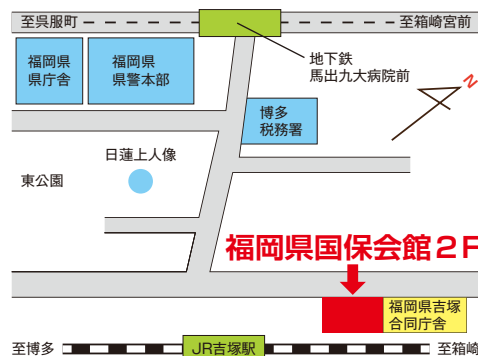 至呉服町
至箱崎宮前
地下鉄
馬出九大病院前
福岡県
県庁舎
福岡県
県警本部
N
博多
税務署
日蓮上人像
東公園
福岡県国保会館２F
福岡県吉塚
合同庁舎
至博多
JR吉塚駅
至箱崎